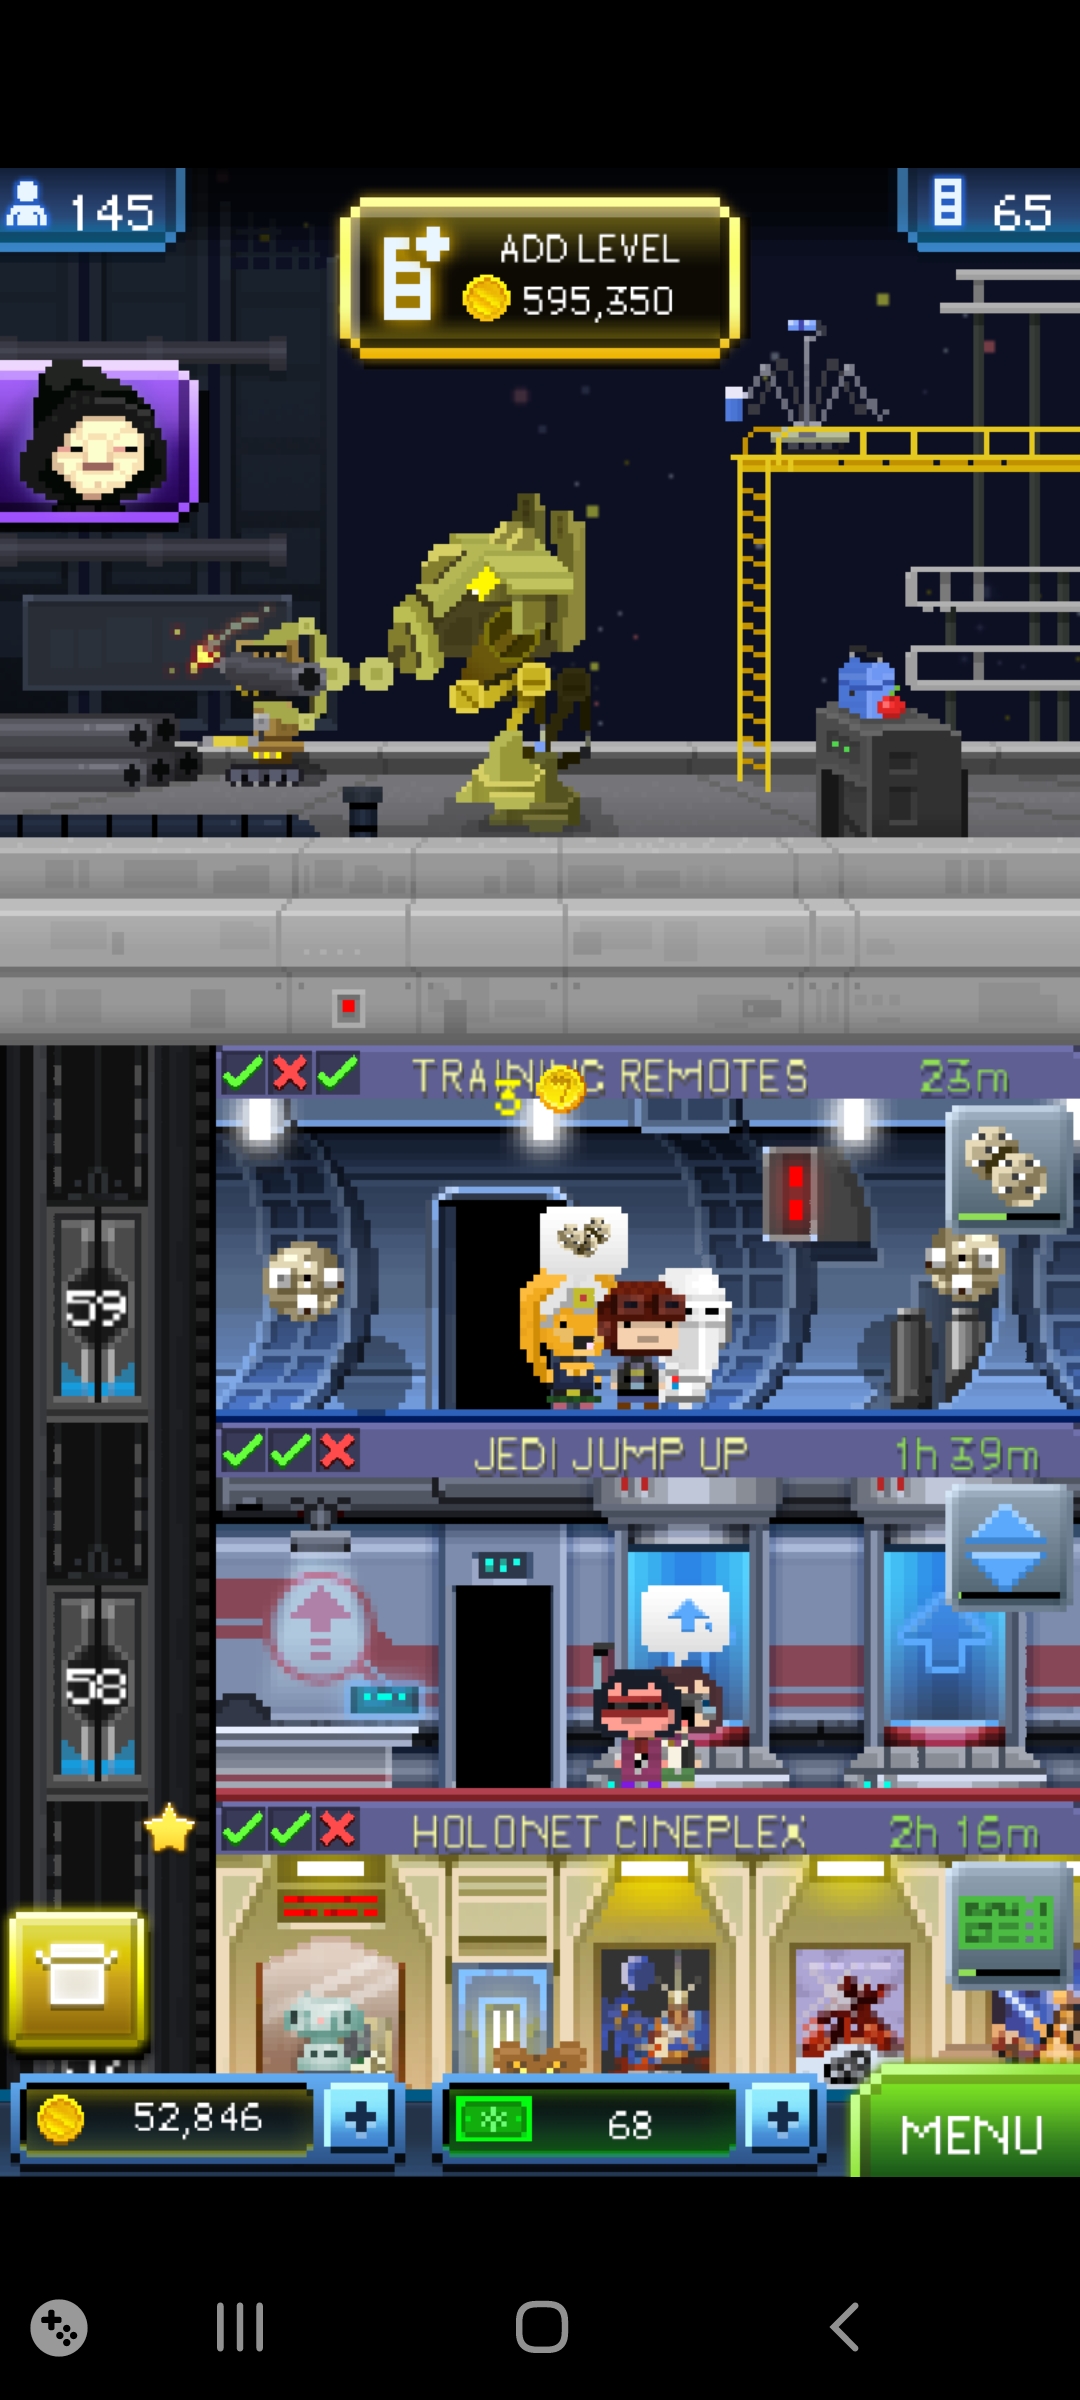 145
ADD LEVEL
595,350
65
TRAINING REMOTES 23m
3
59
JEDI JUMP UP 1h 39m
58
HOLONET CINEPLEX 2h 16m
52,846
68
MENU